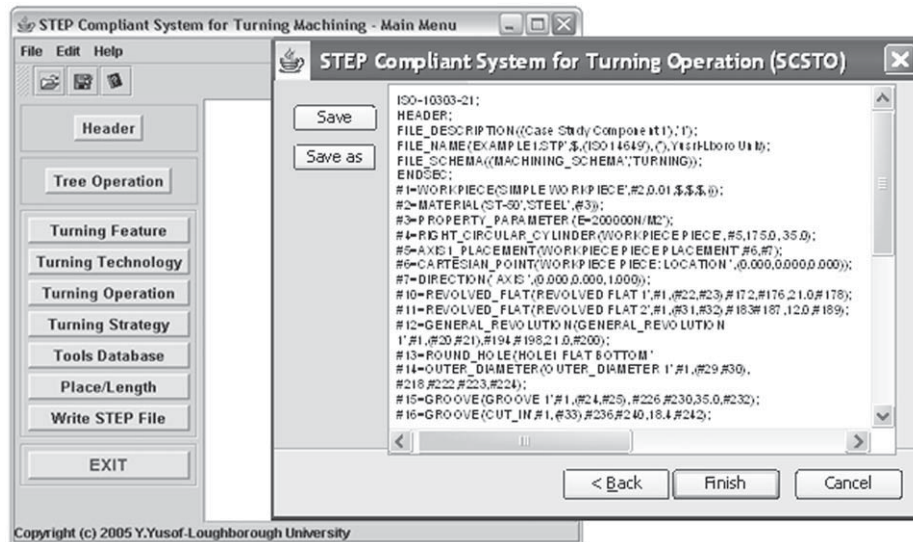 STEP Compliant System for Turning Machining - Main Menu
File Edit Help
Header
Tree Operation
Turning Feature
Turning Technology
Turning Operation
Turning Strategy
Tools Database
Place/Length
Write STEP File
EXIT
Copyright (c) 2005 Y.Yusof-Loughborough University
STEP Compliant System for Turning Operation (SCSTO)
Save
Save as
ISO-10303-21;
HEADER;
FILE_DESCRIPTION((Case Study Component 1'),'1');
FILE_NAME(EXAMPLE1.STP',$,(ISO14649'),(''),Yusri-Lboro Uni);
FILE_SCHEMA((MACHINING_SCHEMA','TURNING));
ENDSEC;
#1=WORKPIECE('SIMPLE WORKPIECE',#2,0.01,$,$,$,));
#2=MATERIAL('ST-50','STEEL',(#3));
#3=PROPERTY_PARAMETER(E=200000N/M2');
#4=RIGHT_CIRCULAR_CYLINDER(WORKPIECE PIECE',#5,175.0,35.0);
#5=AXIS1_PLACEMENT(WORKPIECE PIECE PLACEMENT',#6,#7);
#6=CARTESIAN_POINT(WORKPIECE PIECE: LOCATION ',(0.000,0.000,0.000));
#7=DIRECTION(' AXIS ',(0.000,0.000,1.000));
#10=REVOLVED_FLAT(REVOLVED FLAT 1',#1,(#22,#23),#172,#176,21.0,#178);
#11=REVOLVED_FLAT(REVOLVED FLAT 2',#1,(#31,#32),#183#187,12.0,#189);
#12=GENERAL_REVOLUTION(GENERAL_REVOLUTION
1',#1,(#20,#21),#194,#198,21.0,#200);
#13=ROUND_HOLE(HOLE1 FLAT BOTTOM '
#14=OUTER_DIAMETER(OUTER_DIAMETER 1',#1,(#29,#30),
#218,#222,#223,#224);
#15=GROOVE(GROOVE 1',#1,(#24,#25),#226,#230,35.0,#232);
#16=GROOVE(CUT_IN',#1,(#33),#236,#240,18.4,#242);
< Back
Finish
Cancel